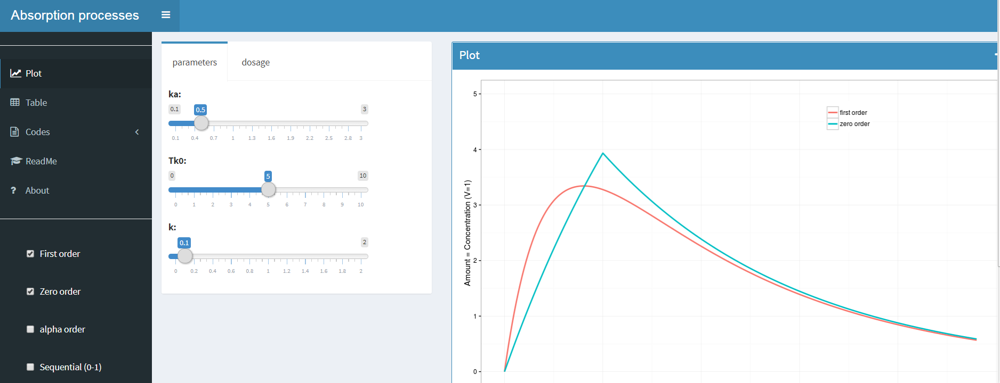 Absorption processes
Plot
Table
Codes
ReadMe
? About
First order
Zero order
alpha order
Sequential (0-1)
parameters dosage
ka:
0.1 0.5 3
0.1 0.4 0.7 1 1.3 1.6 1.9 2.2 2.5 2.8 3
Tk0:
0 5 10
0 1 2 3 4 5 6 7 8 9 10
k:
0.1 2
0 0.2 0.4 0.6 0.8 1 1.2 1.4 1.6 1.8 2
Plot
Amount = Concentration (V=1)
5
4
3
2
1
0
first order
zero order